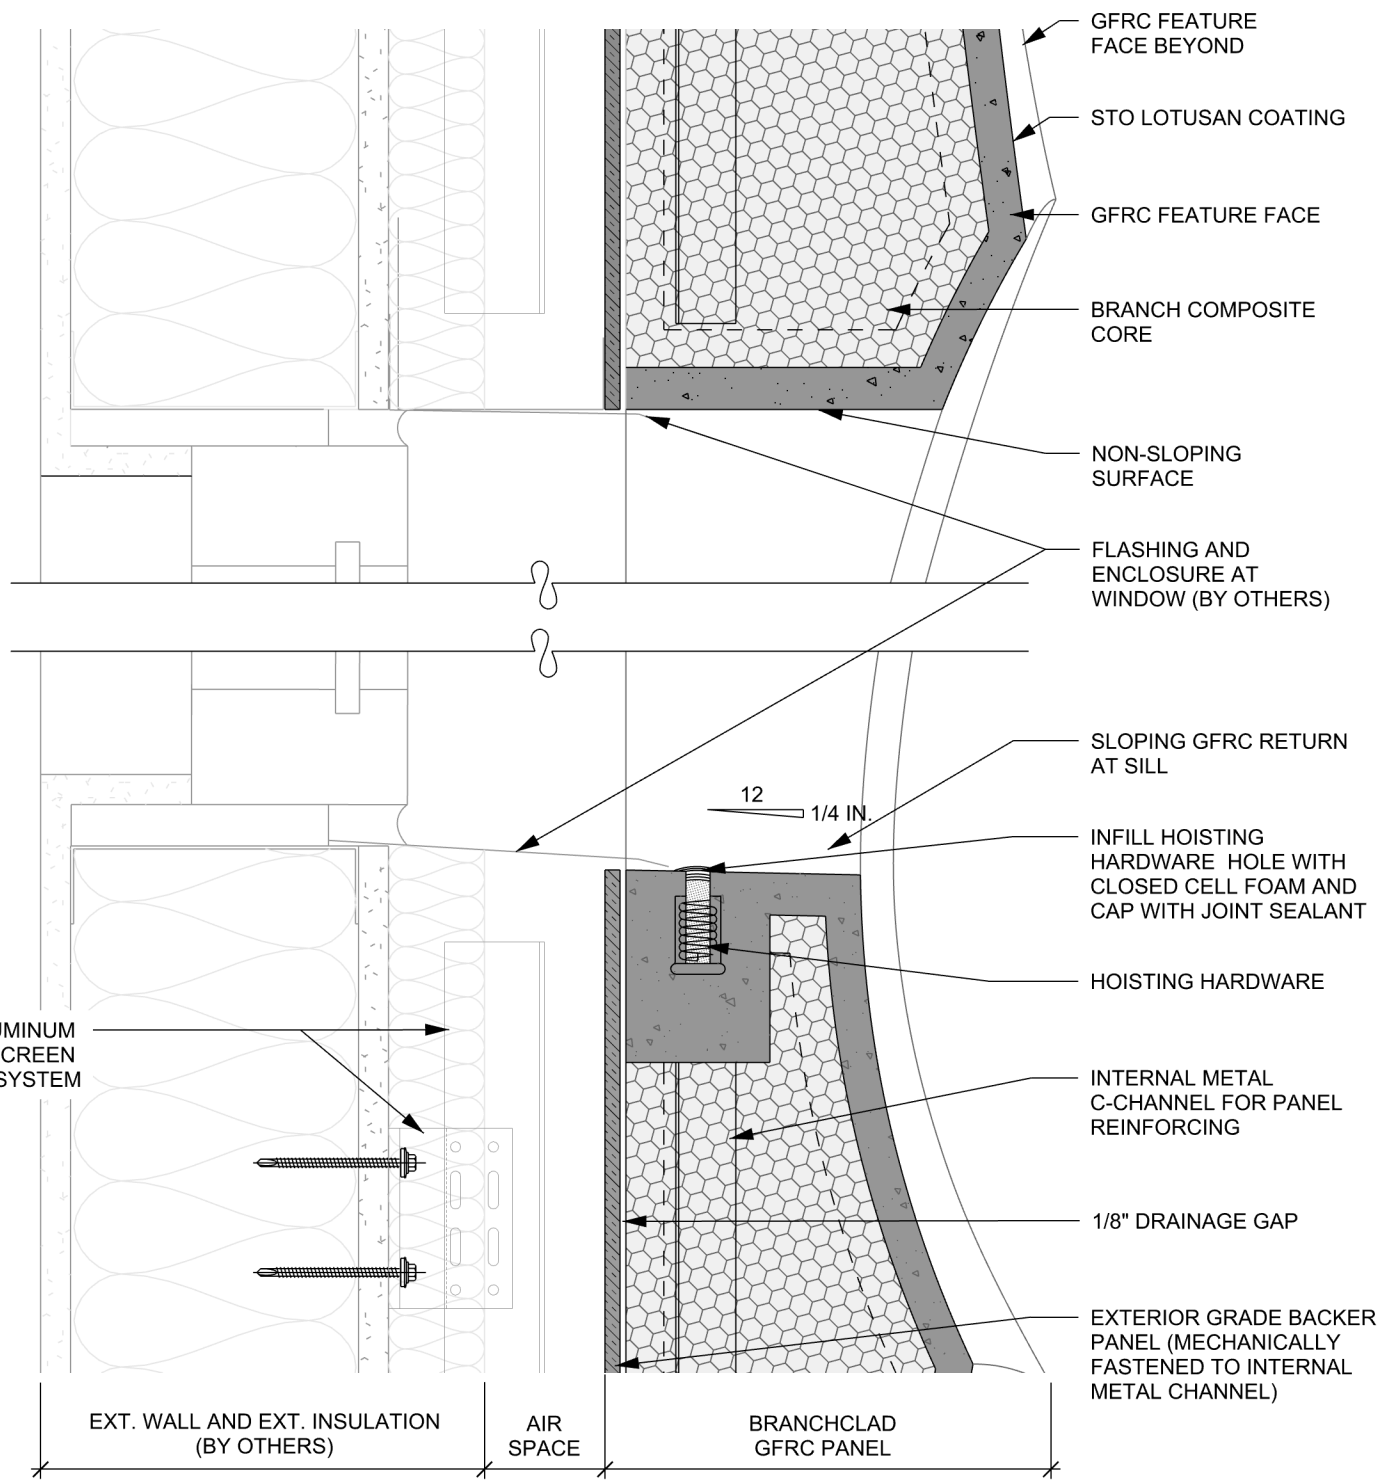 GFRC FEATURE
FACE BEYOND
STO LOTUSAN COATING
GFRC FEATURE FACE
BRANCH COMPOSITE
CORE
NON-SLOPING
SURFACE
FLASHING AND
ENCLOSURE AT
WINDOW (BY OTHERS)
SLOPING GFRC RETURN
AT SILL
12
1/4 IN.
INFILL HOISTING
HARDWARE HOLE WITH
CLOSED CELL FOAM AND
CAP WITH JOINT SEALANT
HOISTING HARDWARE
UMINUM
CREEN
SYSTEM
INTERNAL METAL
C-CHANNEL FOR PANEL
REINFORCING
1/8" DRAINAGE GAP
EXTERIOR GRADE BACKER
PANEL (MECHANICALLY
FASTENED TO INTERNAL
METAL CHANNEL)
EXT. WALL AND EXT. INSULATION
(BY OTHERS)
AIR
SPACE
BRANCHCLAD
GFRC PANEL